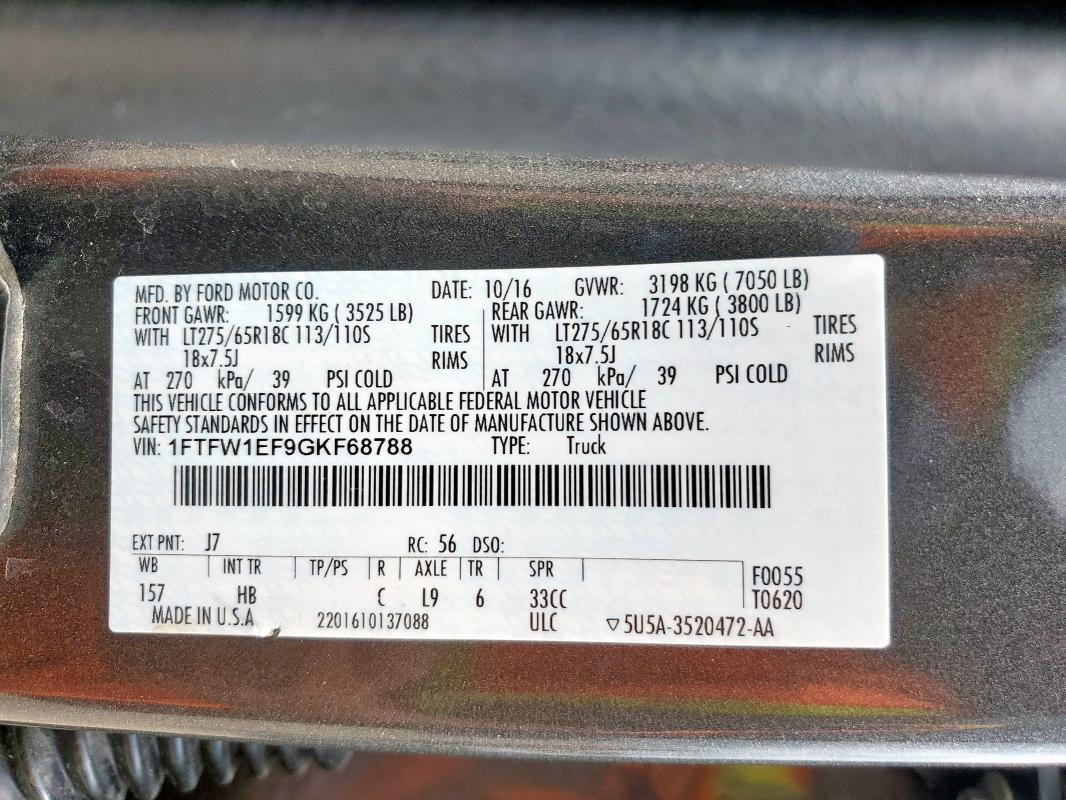 MFD. BY FORD MOTOR CO. DATE: 10/16 GVWR: 3198 KG ( 7050 LB)
FRONT GAWR: 1599 KG ( 3525 LB) REAR GAWR: 1724 KG ( 3800 LB)
WITH LT275/65R18C 113/110S TIRES WITH LT275/65R18C 113/110S TIRES
18x7.5J RIMS 18x7.5J RIMS
AT 270 kPa/ 39 PSI COLD AT 270 kPa/ 39 PSI COLD
THIS VEHICLE CONFORMS TO ALL APPLICABLE FEDERAL MOTOR VEHICLE
SAFETY STANDARDS IN EFFECT ON THE DATE OF MANUFACTURE SHOWN ABOVE.
VIN: 1FTFW1EF9GKF68788 TYPE: Truck
EXT PNT: J7 RC: 56 DSO:
WB INT TR TP/PS R AXLE TR SPR
157 HB C L9 6 33CC
F0055
T0620
MADE IN U.S.A 2201610137088 ULC ▽5U5A-3520472-AA